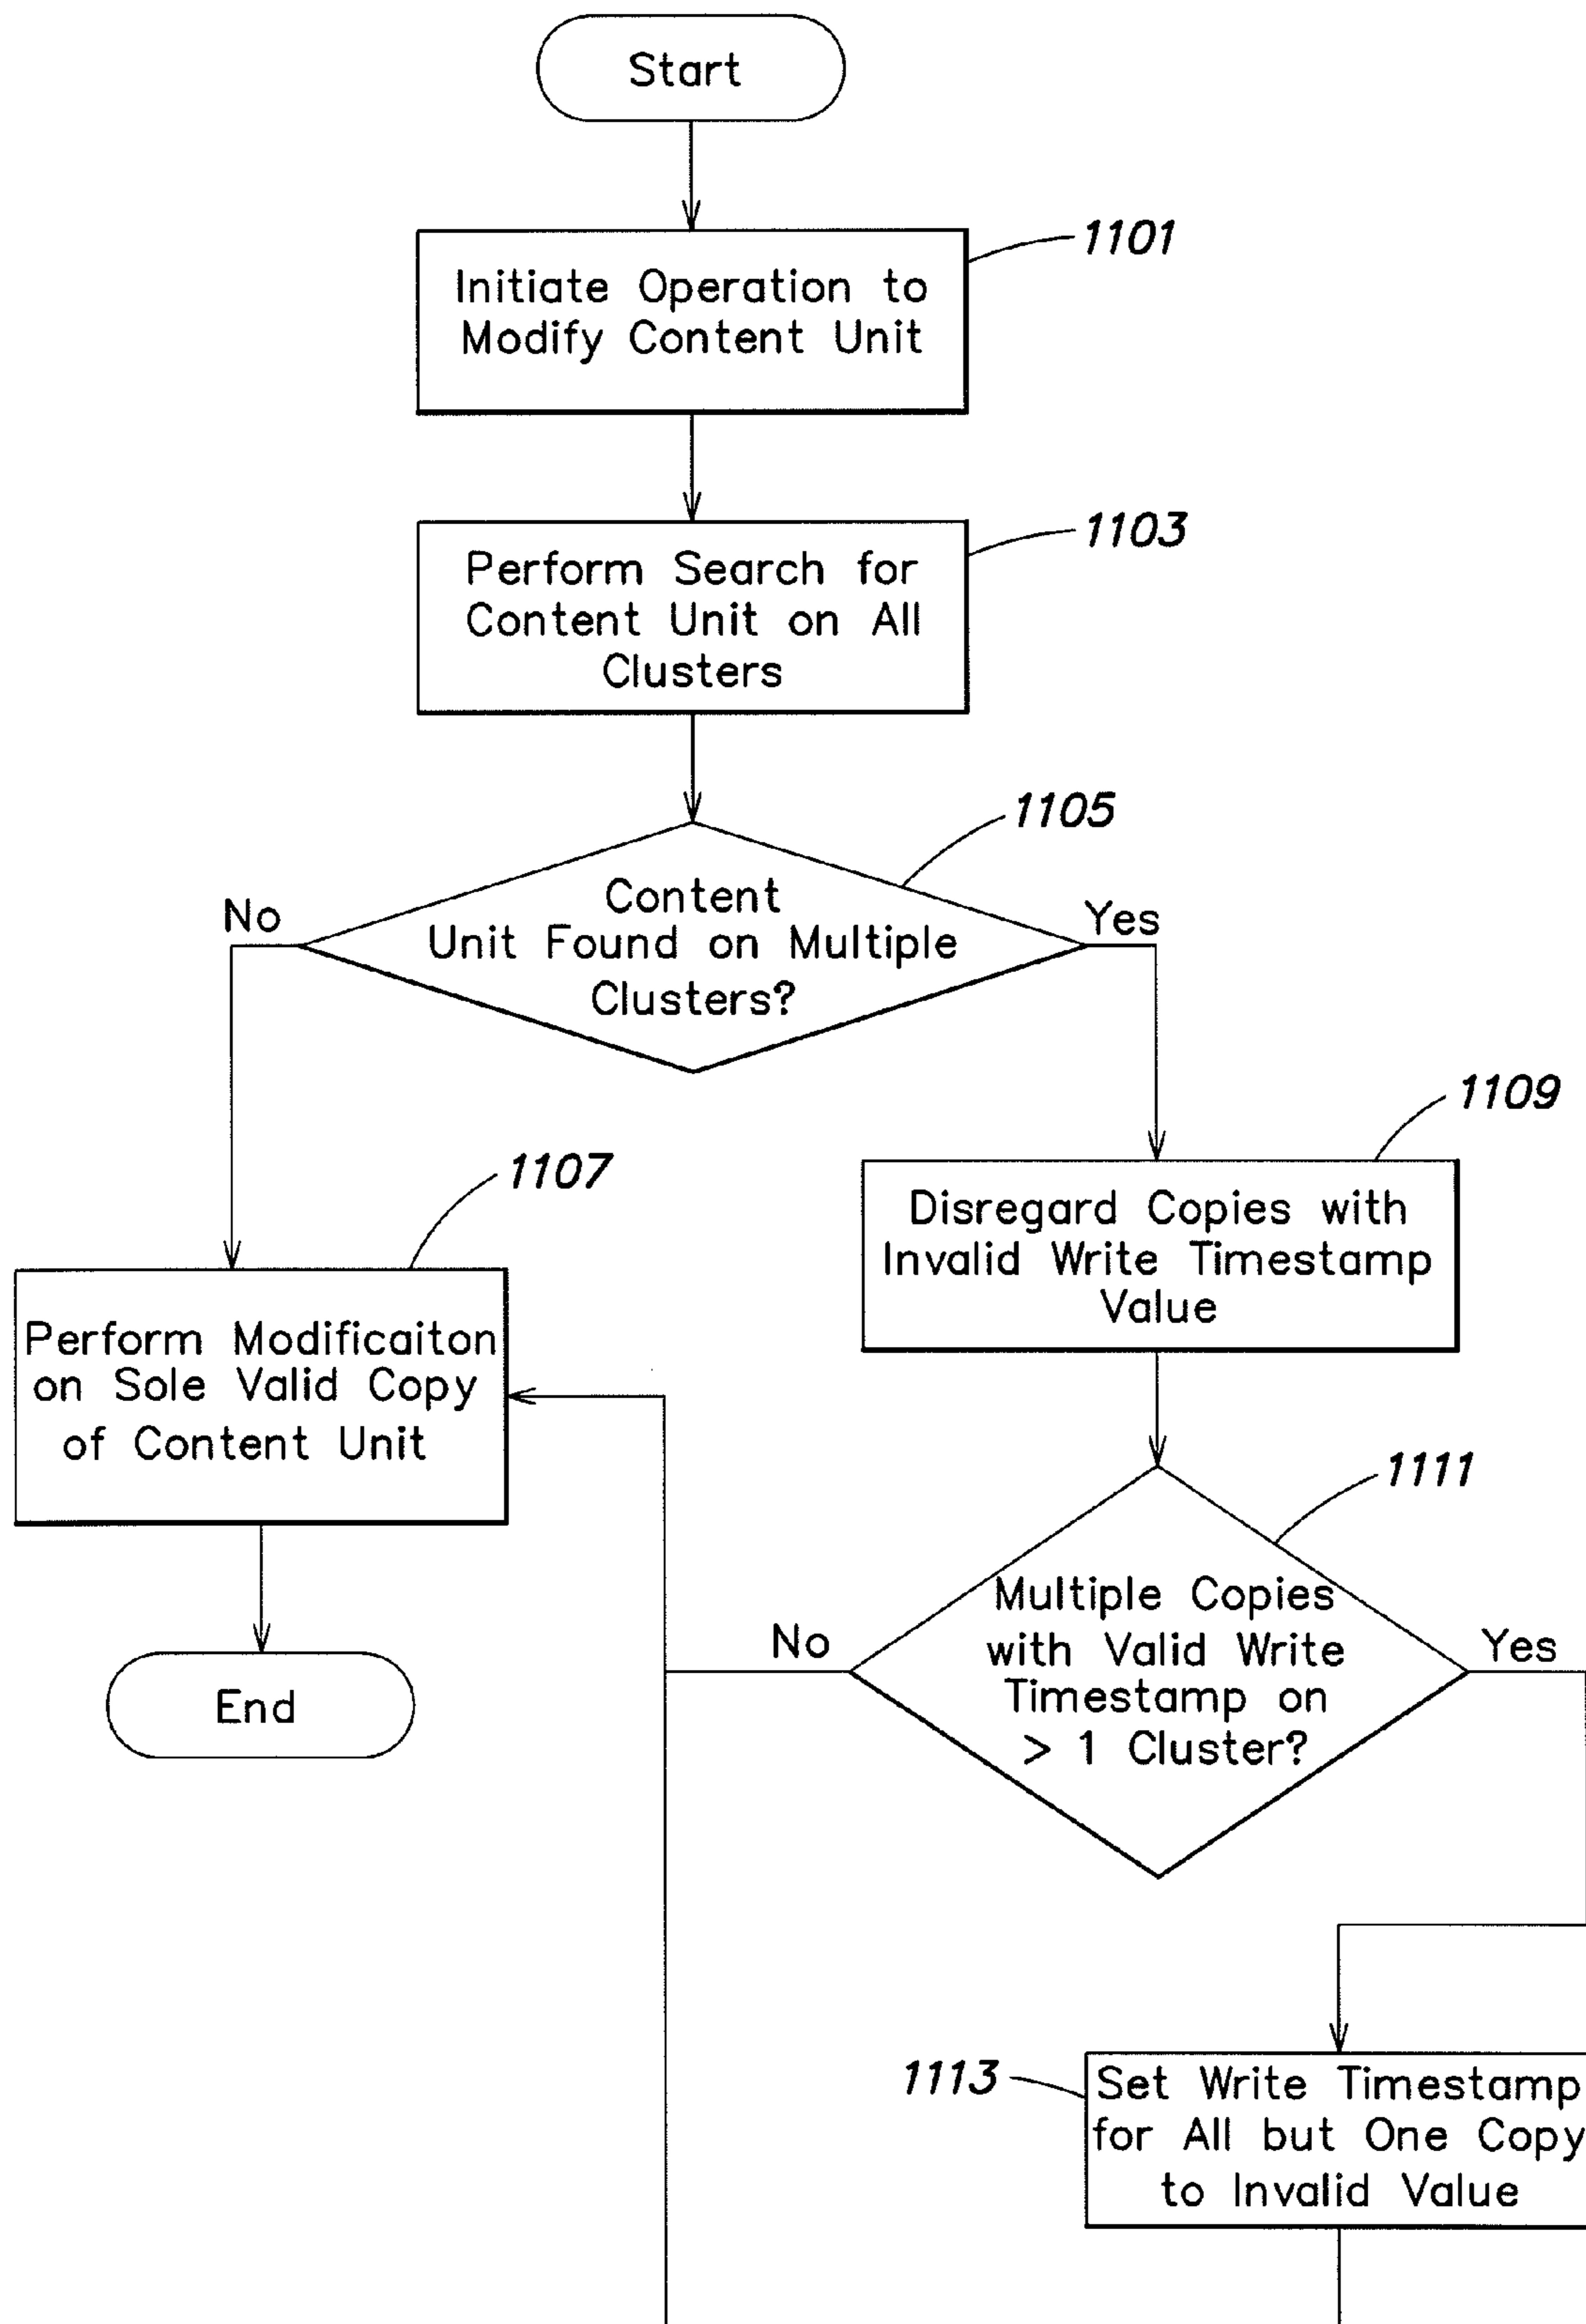 Start
1101
Initiate Operation to
Modify Content Unit
1103
Perform Search for
Content Unit on All
Clusters
1105
Content
Unit Found on Multiple
Clusters?
No
Yes
1109
Disregard Copies with
Invalid Write Timestamp
Value
1107
Perform Modificaiton
on Sole Valid Copy
of Content Unit
End
1111
Multiple Copies
with Valid Write
Timestamp on
> 1 Cluster?
No
Yes
1113
Set Write Timestamp
for All but One Copy
to Invalid Value